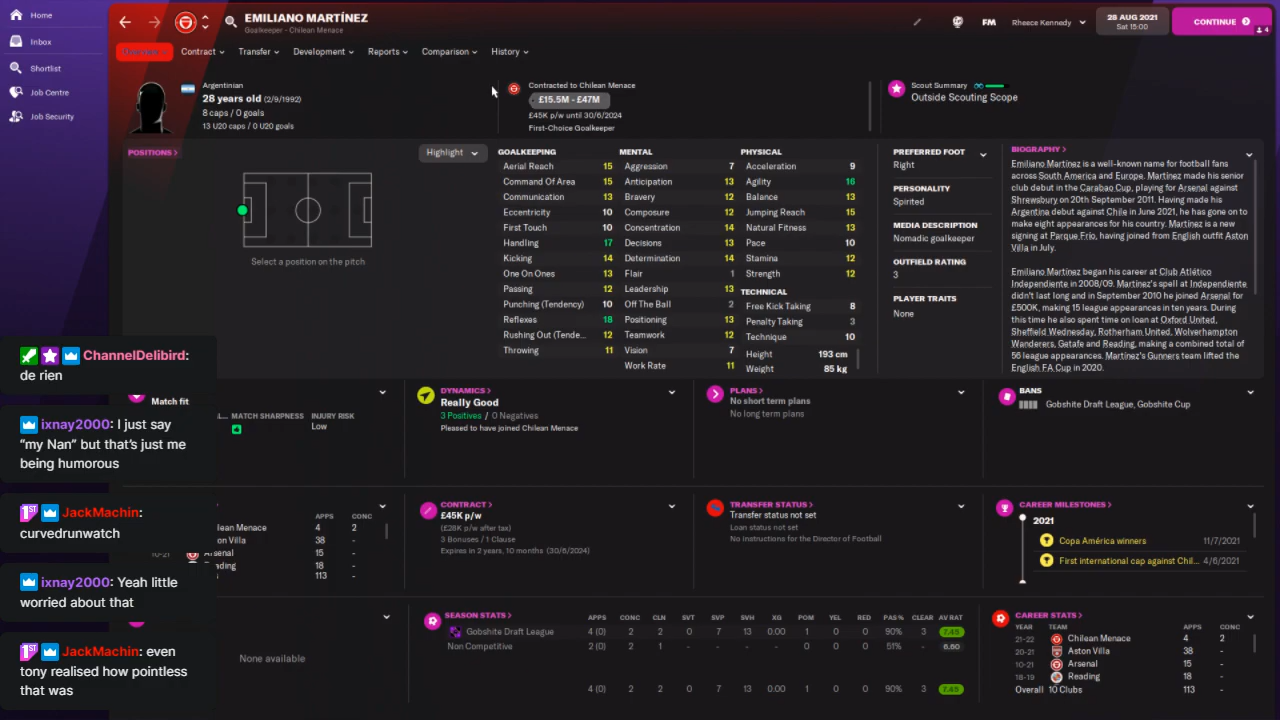 Home
Inbox
Shortlist
Job Centre
Job Security
EMILIANO MARTÍNEZ
Goalkeeper - Chilean Menace
FM
Rheece Kennedy
28 AUG 2021
Sat 15:00
CONTINUE
4
Overview
Contract
Transfer
Development
Reports
Comparison
History
Argentinian
28 years old (2/9/1992)
8 caps / 0 goals
13 U20 caps / 0 U20 goals
Contracted to Chilean Menace
£15.5M - £47M
£45K p/w until 30/6/2024
First-Choice Goalkeeper
Scout Summary
Outside Scouting Scope
POSITIONS
Highlight
Select a position on the pitch
GOALKEEPING
Aerial Reach 15
Command Of Area 15
Communication 13
Eccentricity 10
First Touch 10
Handling 17
Kicking 14
One On Ones 13
Passing 12
Punching (Tendency) 10
Reflexes 18
Rushing Out (Tende... 12
Throwing 11
MENTAL
Aggression 7
Anticipation 13
Bravery 12
Composure 12
Concentration 14
Decisions 13
Determination 14
Flair 1
Leadership 13
Off The Ball 2
Positioning 13
Teamwork 12
Vision 7
Work Rate 11
PHYSICAL
Acceleration 9
Agility 16
Balance 13
Jumping Reach 15
Natural Fitness 13
Pace 10
Stamina 12
Strength 12
TECHNICAL
Free Kick Taking 8
Penalty Taking 3
Technique 10
Height 193 cm
Weight 85 kg
PREFERRED FOOT
Right
PERSONALITY
Spirited
MEDIA DESCRIPTION
Nomadic goalkeeper
OUTFIELD RATING
3
PLAYER TRAITS
None
BIOGRAPHY
Emiliano Martínez is a well-known name for football fans
across South America and Europe. Martínez made his senior
club debut in the Carabao Cup, playing for Arsenal against
Shrewsbury on 20th September 2011. Having made his
Argentina debut against Chile in June 2021, he has gone on to
make eight appearances for his country. Martínez is a new
signing at Parque Frío, having joined from English outfit Aston
Villa in July.
Emiliano Martínez began his career at Club Atlético
Independiente in 2008/09. Martínez's spell at Independiente
didn't last long and in September 2010 he joined Arsenal for
£500K, making 15 league appearances in ten years. During
this time he also spent time on loan at Oxford United,
Sheffield Wednesday, Rotherham United, Wolverhampton
Wanderers, Getafe and Reading, making a combined total of
56 league appearances. Martínez's Gunners team lifted the
English FA Cup in 2020.
ChannelDelibird:
de rien
ixnay2000: I just say
"my Nan" but that's just me
being humorous
JackMachin:
curvedrunwatch
ixnay2000: Yeah little
worried about that
JackMachin: even
tony realised how pointless
that was
Match fit
MATCH SHARPNESS
INJURY RISK
Low
DYNAMICS
Really Good
3 Positives / 0 Negatives
Pleased to have joined Chilean Menace
PLANS
No short term plans
No long term plans
BANS
Gobshite Draft League, Gobshite Cup
APPS CONC
ilean Menace 4 2
ton Villa 38 -
10-21 Arsenal 15 -
ading 18 -
113 -
CONTRACT
£45K p/w
(£28K p/w after tax)
3 Bonuses / 1 Clause
Expires in 2 years, 10 months (30/6/2024)
TRANSFER STATUS
Transfer status not set
Loan status not set
No instructions for the Director of Football
CAREER MILESTONES
2021
Copa América winners 11/7/2021
First international cap against Chil... 4/6/2021
None available
SEASON STATS APPS CONC CLN SVT SVP SVH XG POM YEL RED PAS% CLEAR AV RAT
Gobshite Draft League 4 (0) 2 2 0 7 13 0.00 1 0 0 90% 3 7.45
Non Competitive 2 (0) 2 1 - - - - 0 0 0 51% - 6.80
4 (0) 2 2 0 7 13 0.00 1 0 0 90% 3 7.45
CAREER STATS
YEAR TEAM APPS CONC
21-22 Chilean Menace 4 2
20-21 Aston Villa 38 -
10-21 Arsenal 15 -
18-19 Reading 18 -
Overall 10 Clubs 113 -